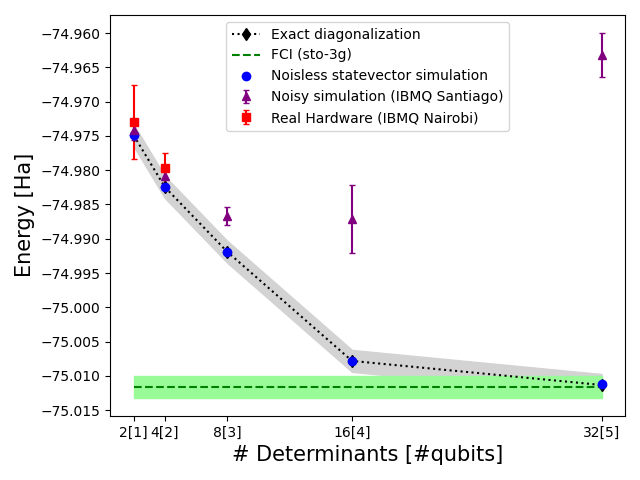 Exact diagonalization
FCI (sto-3g)
Noisless statevector simulation
Noisy simulation (IBMQ Santiago)
Real Hardware (IBMQ Nairobi)
−74.960
−74.965
−74.970
−74.975
−74.980
−74.985
−74.990
−74.995
−75.000
−75.005
−75.010
−75.015
Energy [Ha]
2[1] 4[2] 8[3] 16[4] 32[5]
# Determinants [#qubits]